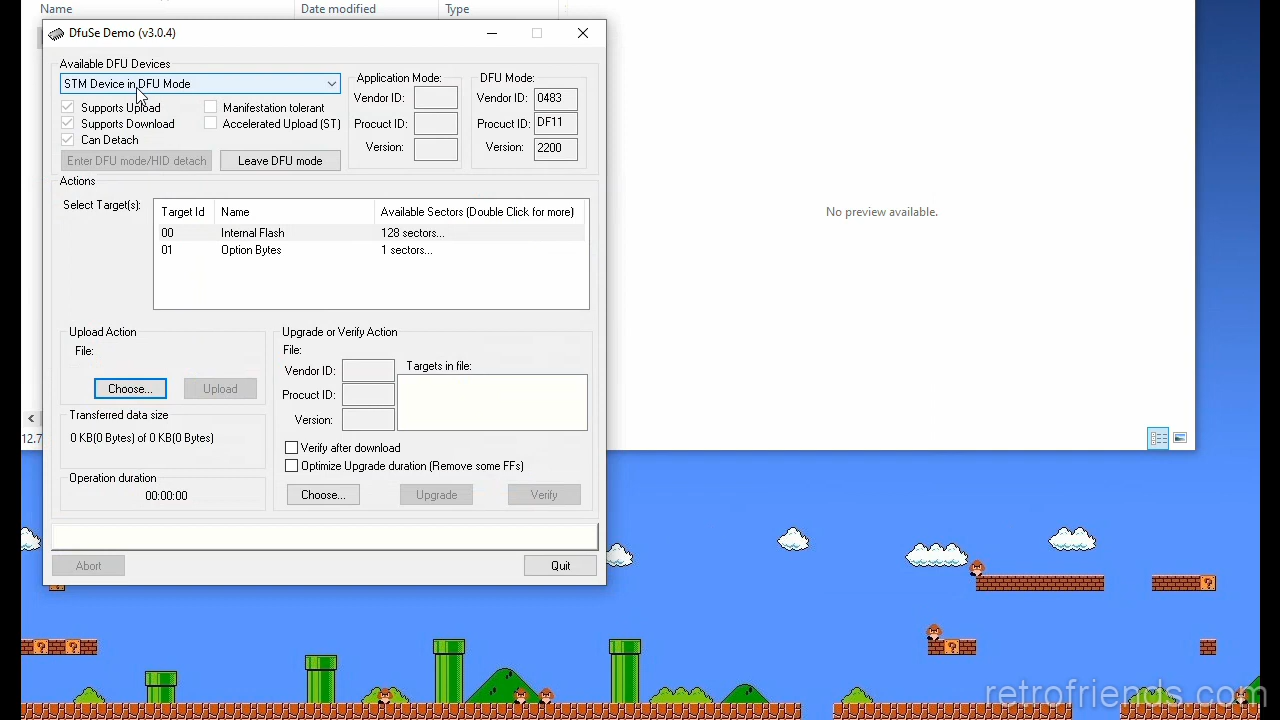 Name Date modified Type
DfuSe Demo (v3.0.4)
Available DFU Devices
STM Device in DFU Mode
Supports Upload
Manifestation tolerant
Supports Download
Accelerated Upload (ST)
Can Detach
Enter DFU mode/HID detach
Leave DFU mode
Application Mode:
Vendor ID:
Procuct ID:
Version:
DFU Mode:
Vendor ID: 0483
Procuct ID: DF11
Version: 2200
Actions
Select Target(s):
Target Id Name Available Sectors (Double Click for more)
00 Internal Flash 128 sectors...
01 Option Bytes 1 sectors...
Upload Action
File:
Choose... Upload
Transferred data size
0 KB(0 Bytes) of 0 KB(0 Bytes)
Operation duration
00:00:00
Upgrade or Verify Action
File:
Vendor ID:
Procuct ID:
Version:
Targets in file:
Verify after download
Optimize Upgrade duration (Remove some FFs)
Choose... Upgrade Verify
Abort Quit
12.7
No preview available.
? ?
?
?
?
retrofriends.com